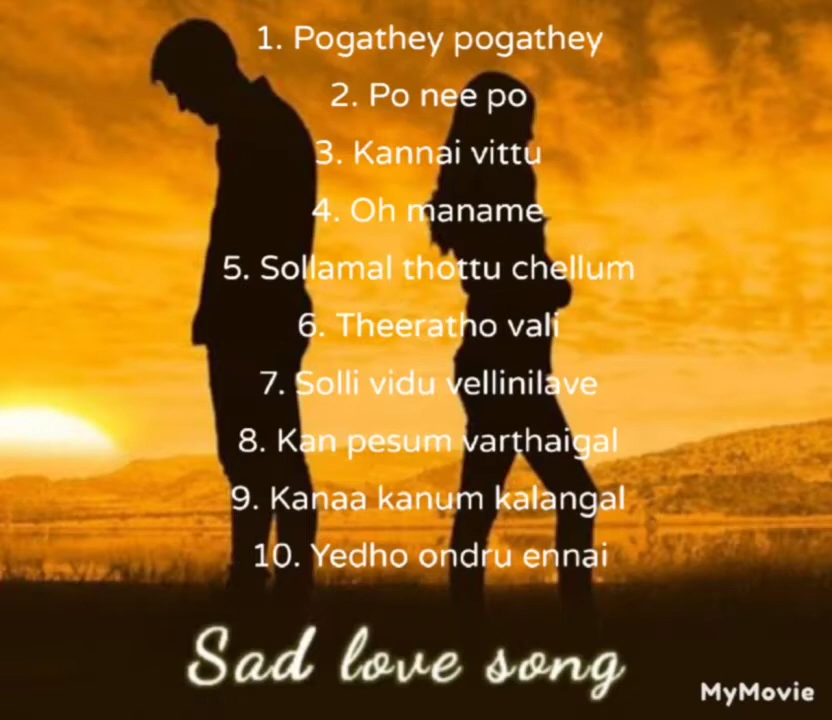 1. Pogathey pogathey
2. Po nee po
3. Kannai vittu
4. Oh maname
5. Sollamal thottu chellum
6. Theeratho vali
7. Solli vidu vellinilave
8. Kan pesum varthaigal
9. Kanaa kanum kalangal
10. Yedho ondru ennai
Sad love song
MyMovie